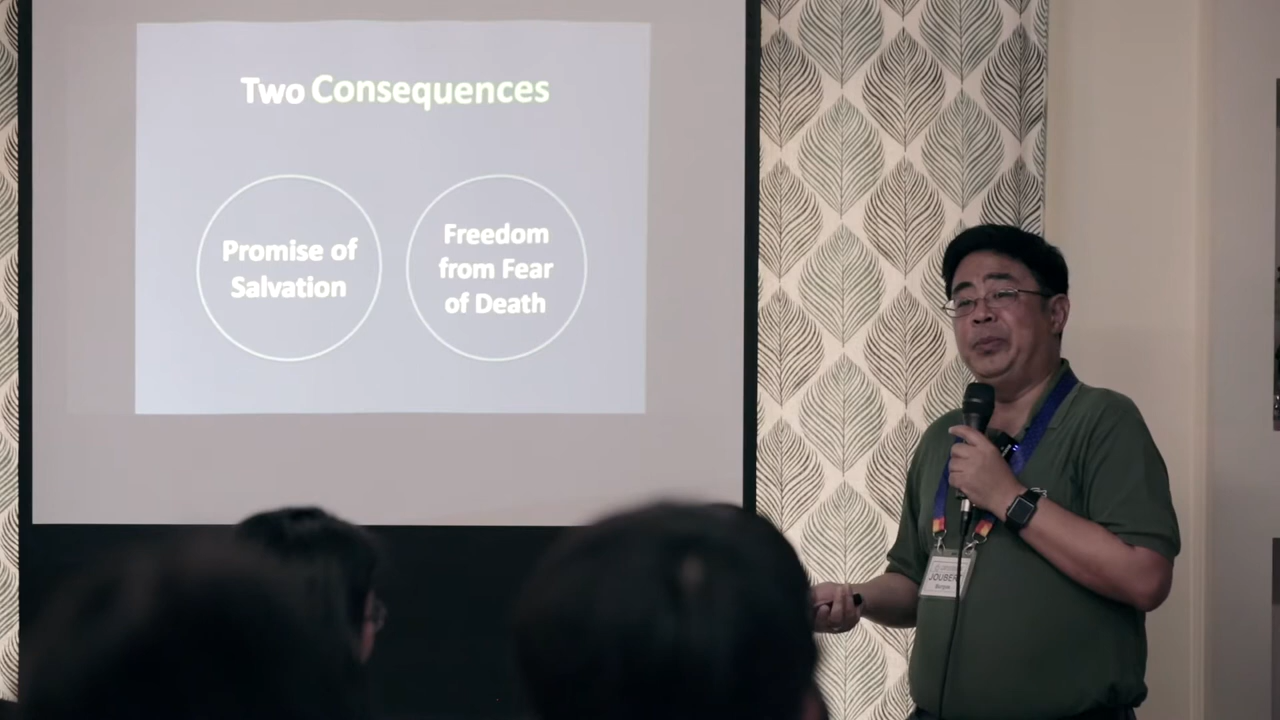 Two Consequences
Promise of
Salvation
Freedom
from Fear
of Death
JOUBERT